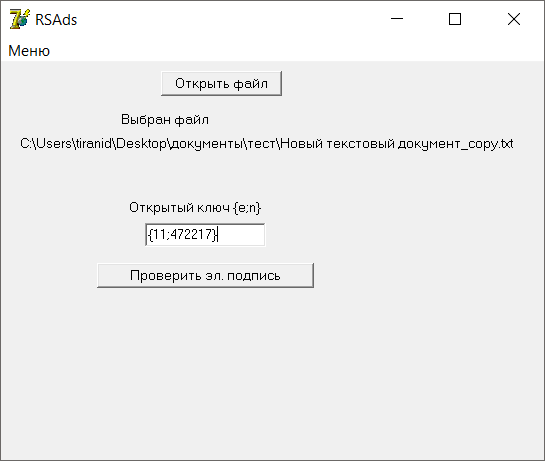 RSAds
Меню
Открыть файл
Выбран файл
C:\Users\tiranid\Desktop\документы\тест\Новый текстовый документ_copy.txt
Открытый ключ {e;n}
{11;472217}
Проверить эл. подпись